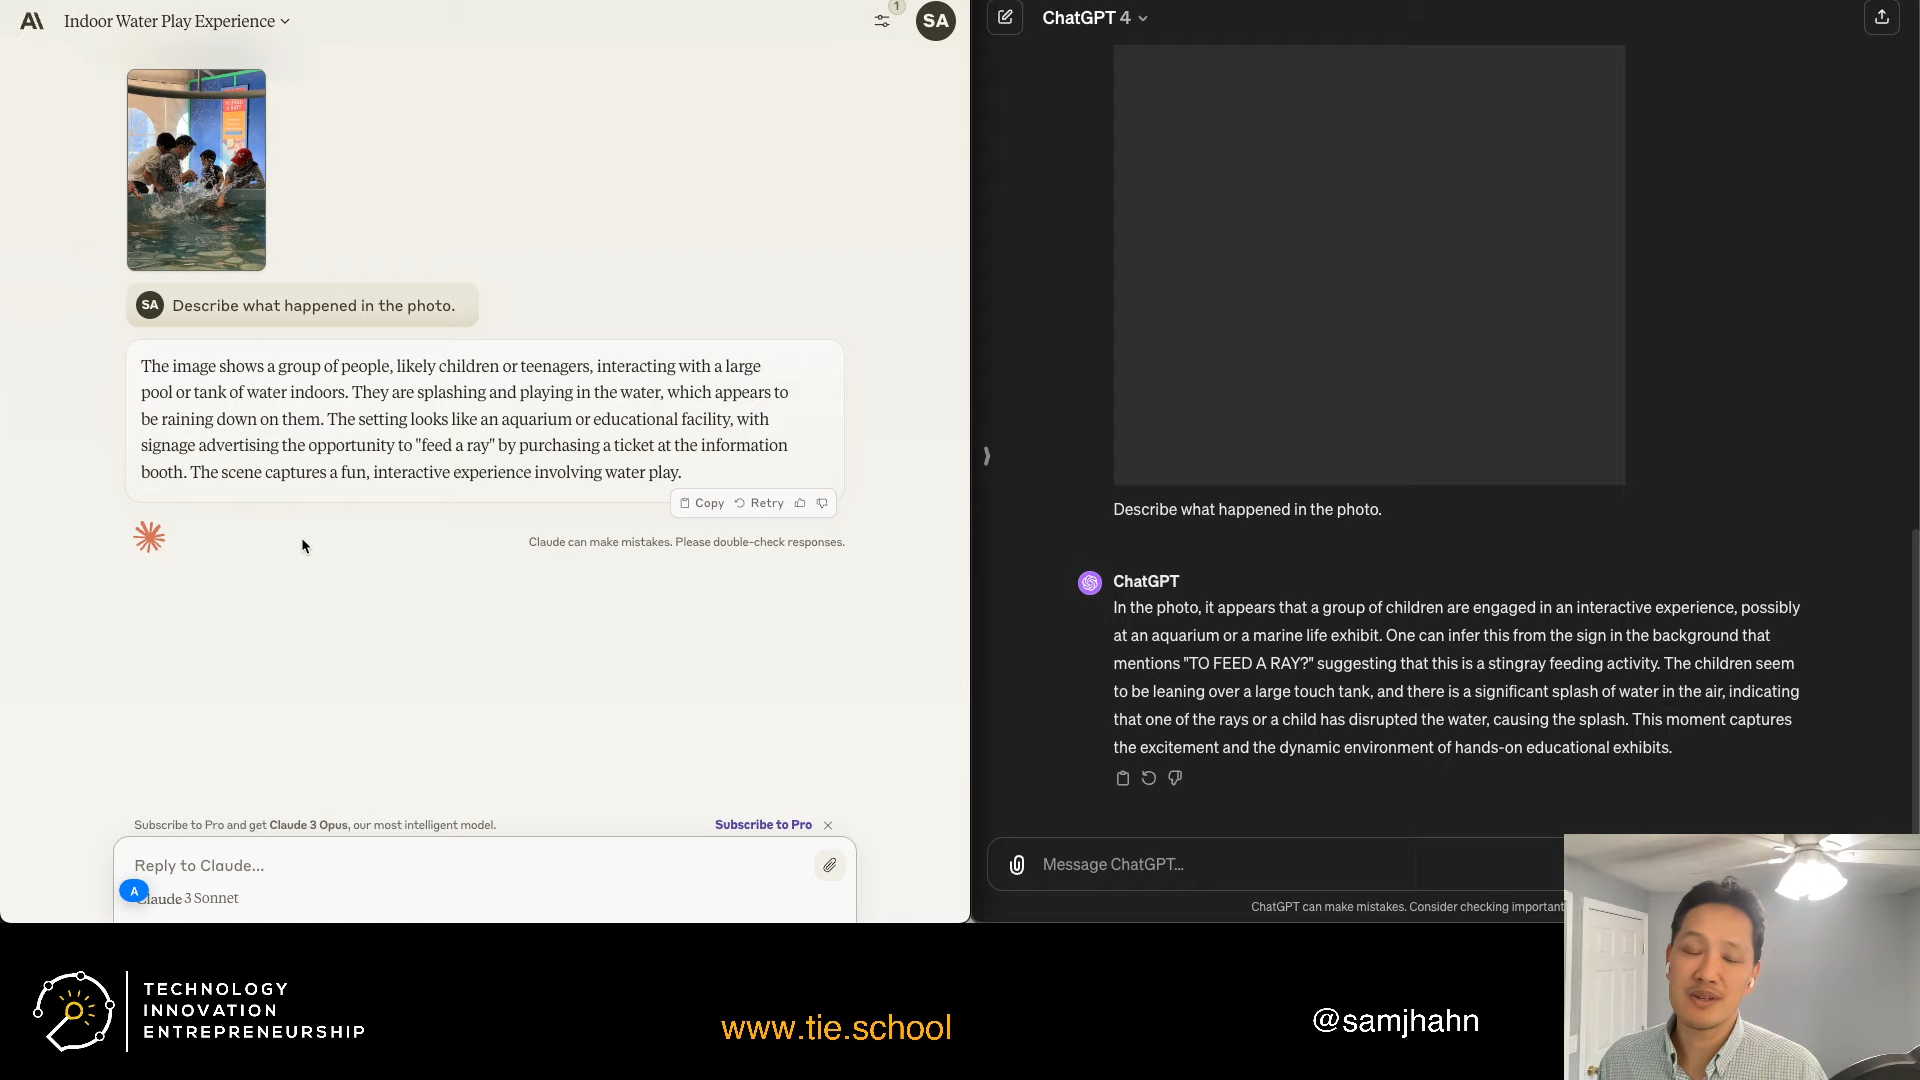 Indoor Water Play Experience
1
SA
SA
Describe what happened in the photo.
The image shows a group of people, likely children or teenagers, interacting with a large
pool or tank of water indoors. They are splashing and playing in the water, which appears to
be raining down on them. The setting looks like an aquarium or educational facility, with
signage advertising the opportunity to "feed a ray" by purchasing a ticket at the information
booth. The scene captures a fun, interactive experience involving water play.
Copy
Retry
Claude can make mistakes. Please double-check responses.
Subscribe to Pro and get Claude 3 Opus, our most intelligent model.
Subscribe to Pro
Reply to Claude...
A
Claude 3 Sonnet
ChatGPT 4
Describe what happened in the photo.
ChatGPT
In the photo, it appears that a group of children are engaged in an interactive experience, possibly
at an aquarium or a marine life exhibit. One can infer this from the sign in the background that
mentions "TO FEED A RAY?" suggesting that this is a stingray feeding activity. The children seem
to be leaning over a large touch tank, and there is a significant splash of water in the air, indicating
that one of the rays or a child has disrupted the water, causing the splash. This moment captures
the excitement and the dynamic environment of hands-on educational exhibits.
Message ChatGPT...
ChatGPT can make mistakes. Consider checking important
TECHNOLOGY
INNOVATION
ENTREPRENEURSHIP
www.tie.school
@samjhahn